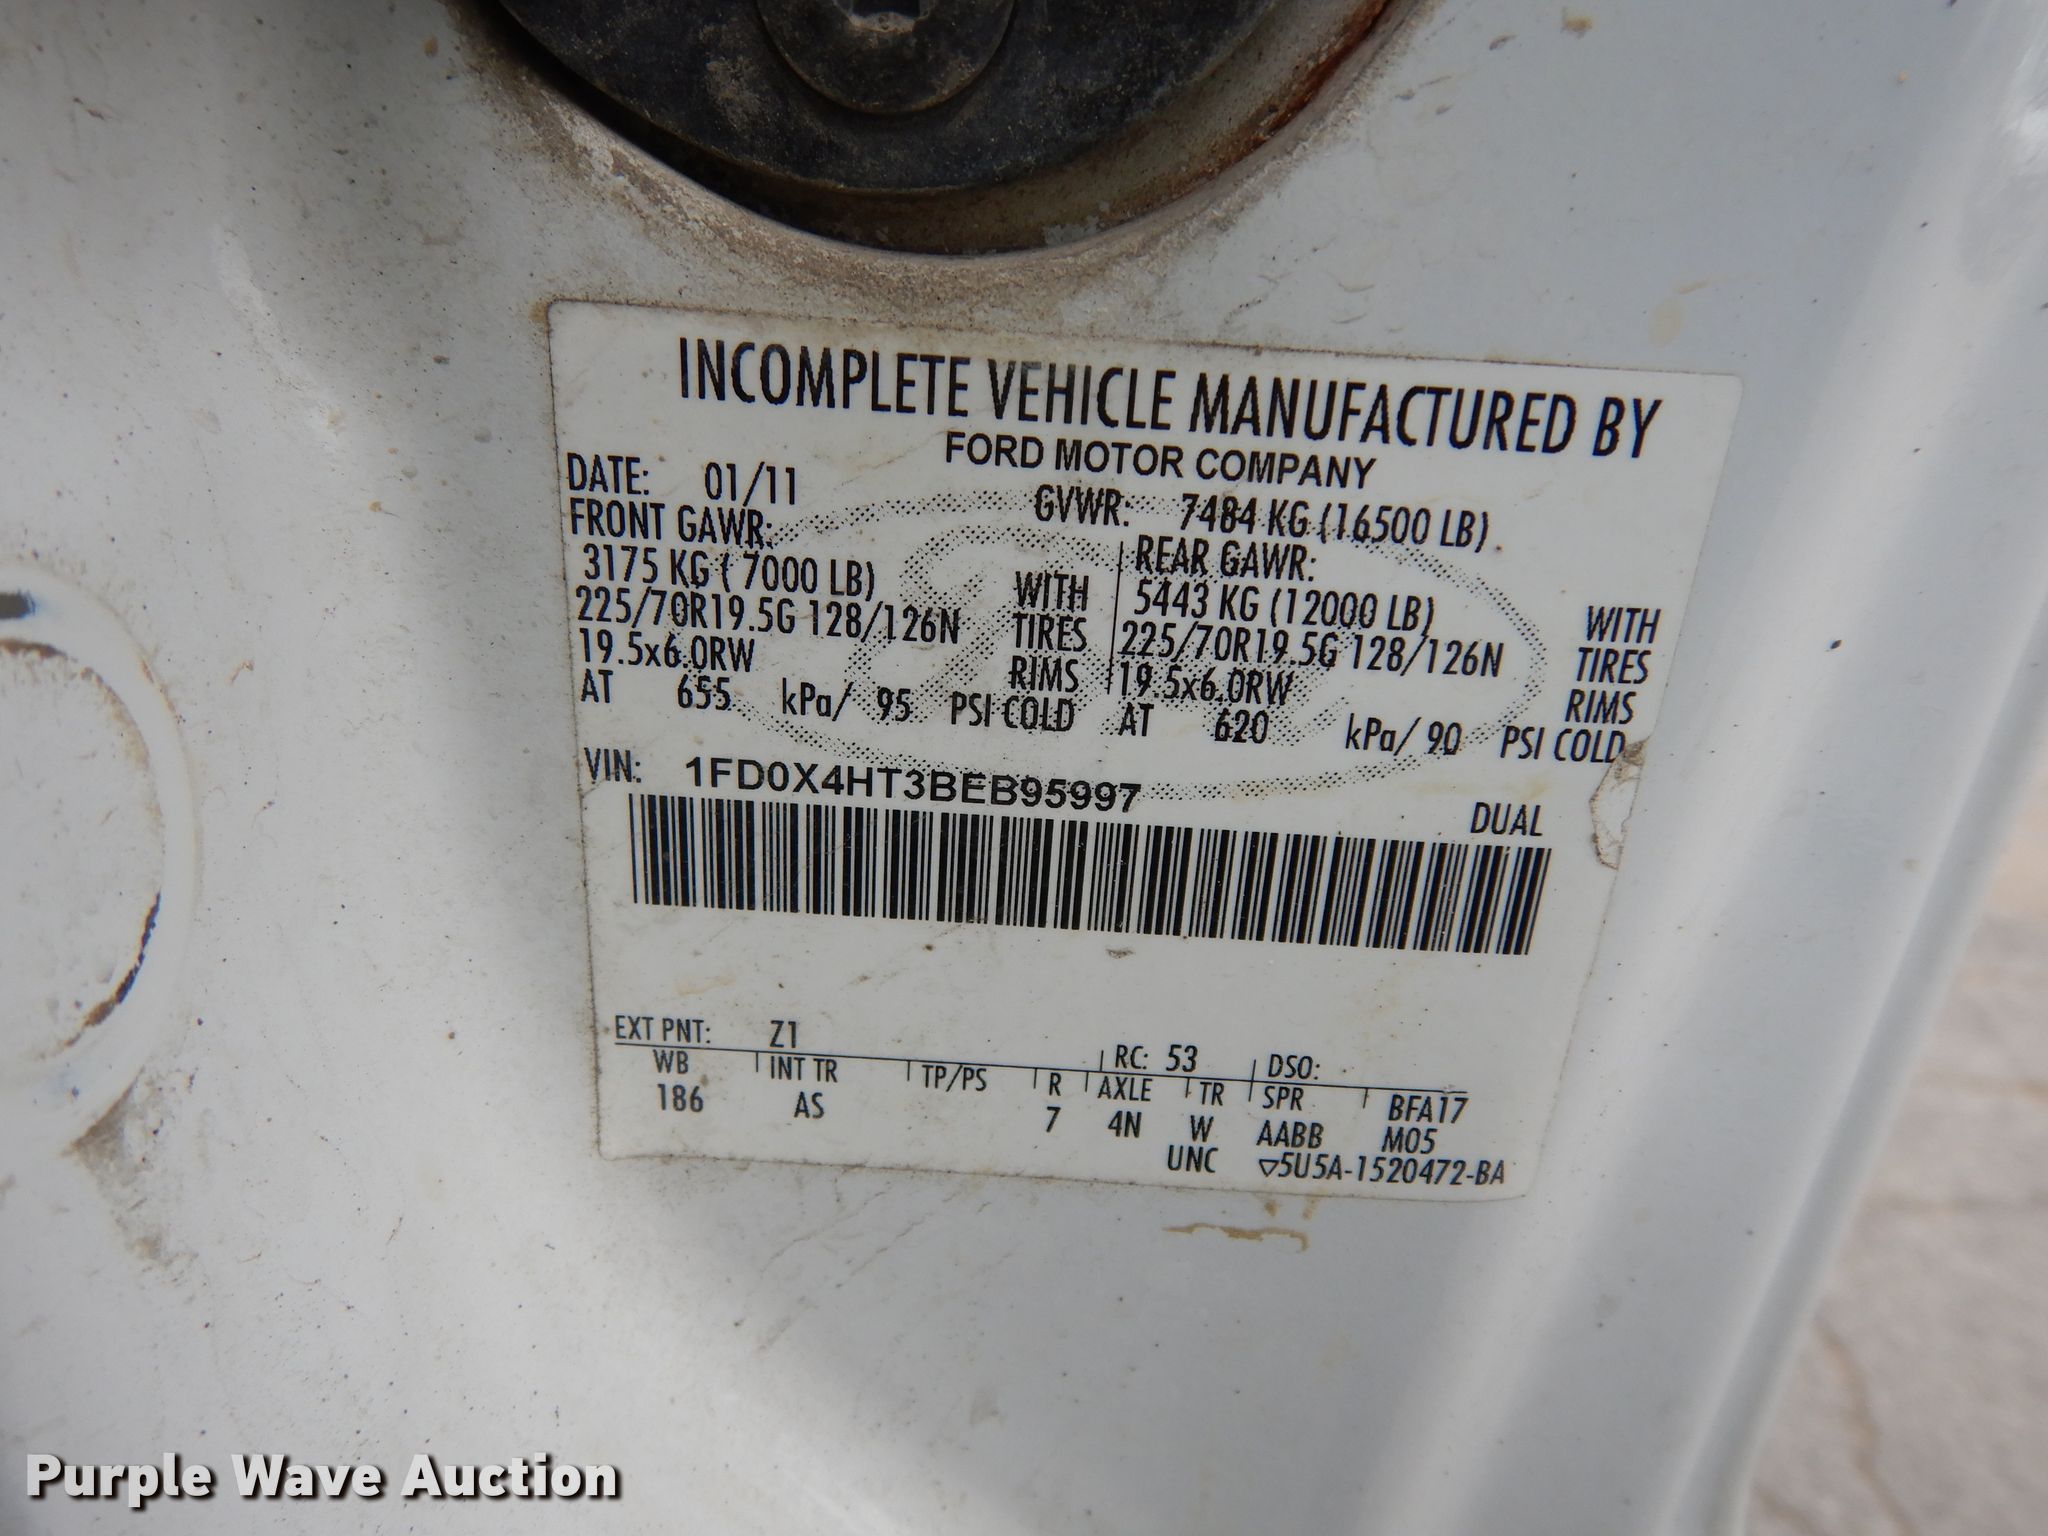 INCOMPLETE VEHICLE MANUFACTURED BY
FORD MOTOR COMPANY
DATE: 01/11 GVWR: 7484 KG (16500 LB)
FRONT GAWR: REAR GAWR:
3175 KG ( 7000 LB) WITH 5443 KG (12000 LB) WITH
225/70R19.5G 128/126N TIRES 225/70R19.5G 128/126N TIRES
19.5x6.0RW RIMS 19.5x6.0RW RIMS
AT 655 kPa/ 95 PSI COLD AT 620 kPa/ 90 PSI COLD
VIN: 1FD0X4HT3BEB95997
DUAL
EXT PNT: Z1 RC: 53 DSO:
WB INT TR TP/PS R AXLE TR SPR BFA17
186 AS 7 4N W AABB M05
UNC ▽5U5A-1520472-BA
Purple Wave Auction